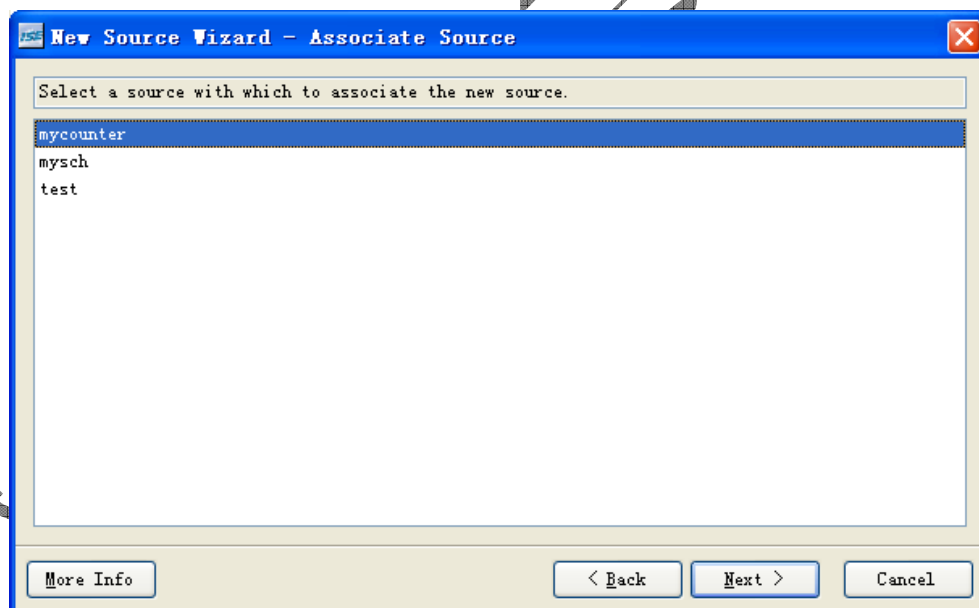 ISE New Source Wizard - Associate Source
Select a source with which to associate the new source.
mycounter
mysch
test
More Info
< Back
Next >
Cancel